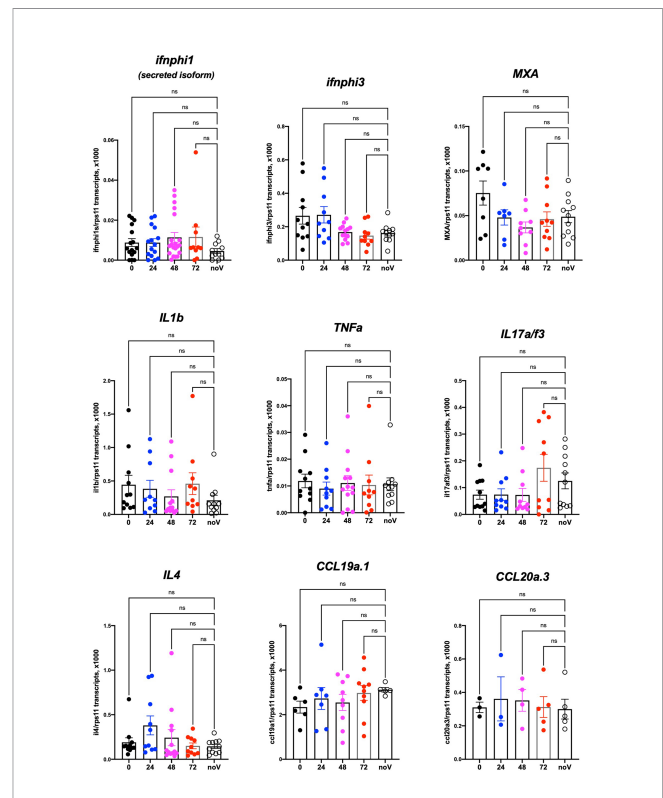 ifnphi1
(secreted isoform)
ns
ns
ns
ns
0.06
0.04
0.02
0.00
ifnphi1s/rps11 transcripts, x1000
0 24 48 72 noV
ifnphi3
ns
ns
ns
ns
0.8
0.6
0.4
0.2
0.0
ifnphi3/rps11 transcripts, x1000
0 24 48 72 noV
MXA
ns
ns
ns
ns
0.15
0.10
0.05
0.00
MXA/rps11 transcripts, x1000
0 24 48 72 noV
IL1b
ns
ns
ns
ns
2.0
1.5
1.0
0.5
0.0
il1b/rps11 transcripts, x1000
0 24 48 72 noV
TNFa
ns
ns
ns
ns
0.05
0.04
0.03
0.02
0.01
0.00
tnfa/rps11 transcripts, x1000
0 24 48 72 noV
IL17a/f3
ns
ns
ns
ns
0.5
0.4
0.3
0.2
0.1
0.0
il17af3/rps11 transcripts, x1000
0 24 48 72 noV
IL4
ns
ns
ns
ns
1.5
1.0
0.5
0.0
il4/rps11 transcripts, x1000
0 24 48 72 noV
CCL19a.1
ns
ns
ns
ns
6
4
2
0
ccl19a1/rps11 transcripts, x1000
0 24 48 72 noV
CCL20a.3
ns
ns
ns
ns
0.8
0.6
0.4
0.2
0.0
ccl20a3/rps11 transcripts, x1000
0 24 48 72 noV